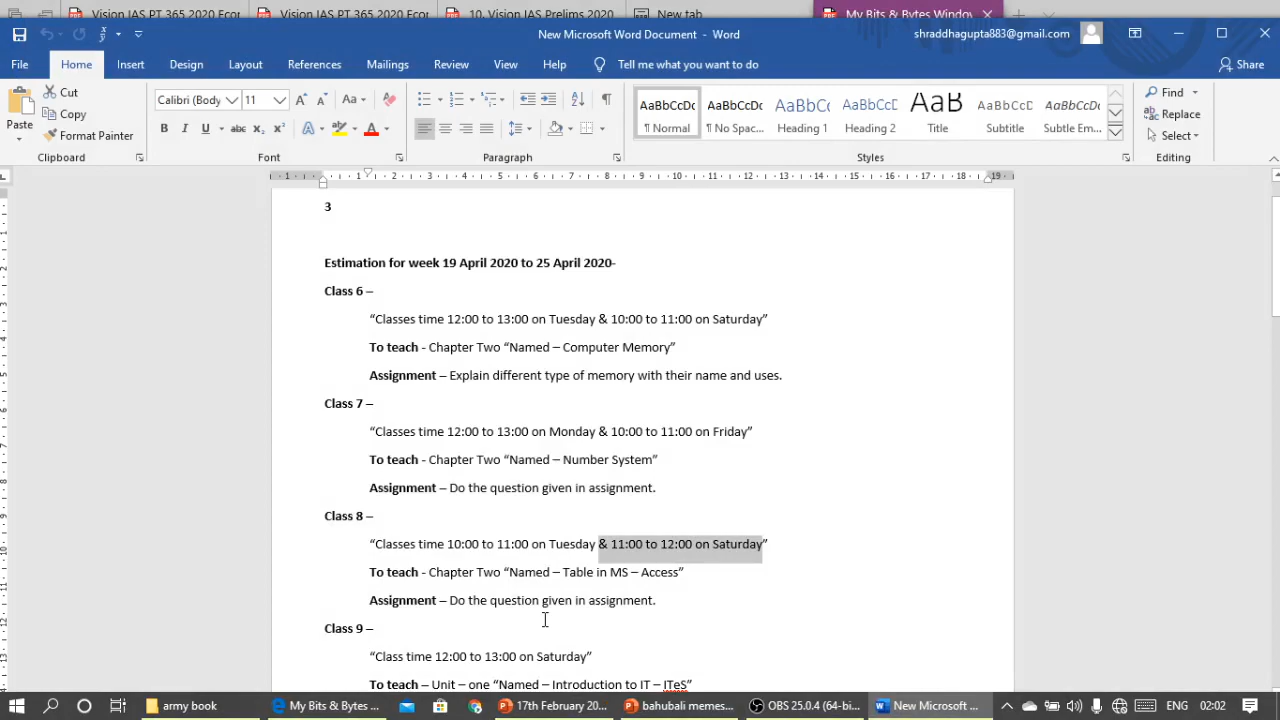 Vision IAS PT 365 2020 E
Vision IAS PT 365 2020 Ex
10. Vision Prelims 2020
New tab
My Bits & Bytes Window
New Microsoft Word Document - Word
shraddhagupta883@gmail.com
File Home Insert Design Layout References Mailings Review View Help Tell me what you want to do Share
Paste
Cut
Copy
Format Painter
Clipboard
Calibri (Body 11
Font
Paragraph
AaBbCcDc ¶ Normal
AaBbCcDc ¶ No Spac...
AaBbCc Heading 1
AaBbCcD Heading 2
AaB Title
AaBbCcD Subtitle
AaBbCcDc Subtle Em...
Styles
Find
Replace
Select
Editing
3
Estimation for week 19 April 2020 to 25 April 2020-
Class 6 –
“Classes time 12:00 to 13:00 on Tuesday & 10:00 to 11:00 on Saturday”
To teach - Chapter Two “Named – Computer Memory”
Assignment – Explain different type of memory with their name and uses.
Class 7 –
“Classes time 12:00 to 13:00 on Monday & 10:00 to 11:00 on Friday”
To teach - Chapter Two “Named – Number System”
Assignment – Do the question given in assignment.
Class 8 –
“Classes time 10:00 to 11:00 on Tuesday & 11:00 to 12:00 on Saturday”
To teach - Chapter Two “Named – Table in MS – Access”
Assignment – Do the question given in assignment.
Class 9 –
“Class time 12:00 to 13:00 on Saturday”
To teach – Unit – one “Named – Introduction to IT – ITeS”
army book
My Bits & Bytes ...
17th February 20...
bahubali memes...
OBS 25.0.4 (64-bi...
New Microsoft ...
ENG
02:02